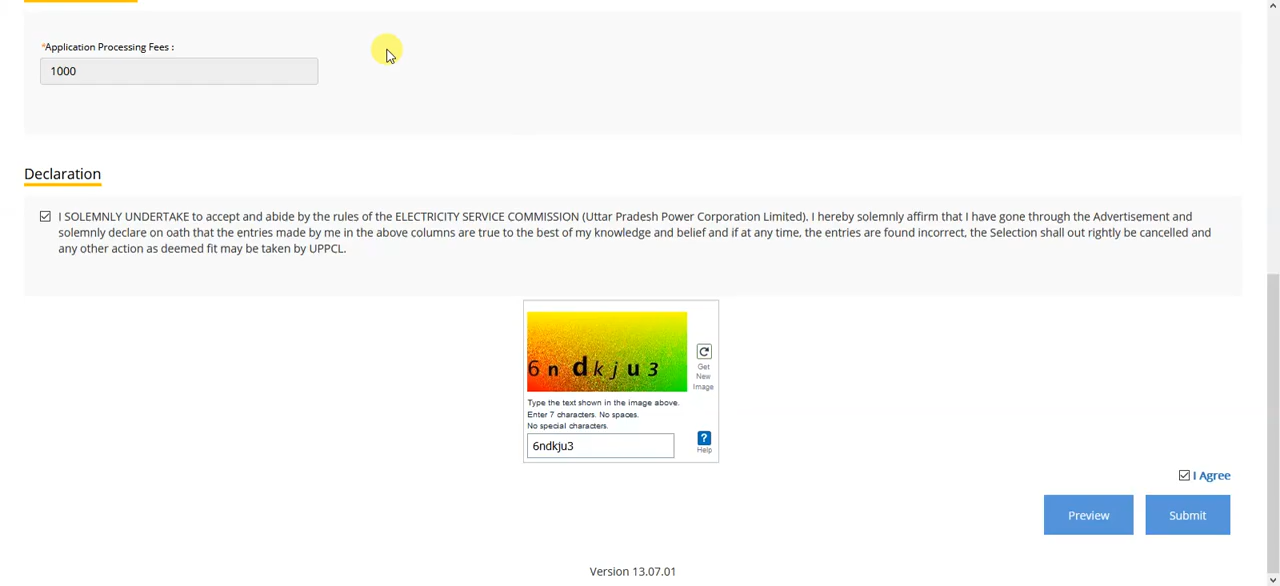 *Application Processing Fees :
1000
Declaration
I SOLEMNLY UNDERTAKE to accept and abide by the rules of the ELECTRICITY SERVICE COMMISSION (Uttar Pradesh Power Corporation Limited). I hereby solemnly affirm that I have gone through the Advertisement and
solemnly declare on oath that the entries made by me in the above columns are true to the best of my knowledge and belief and if at any time, the entries are found incorrect, the Selection shall out rightly be cancelled and
any other action as deemed fit may be taken by UPPCL.
6ndkju3
Get
New
Image
Type the text shown in the image above.
Enter 7 characters. No spaces.
No special characters.
6ndkju3
?
Help
I Agree
Preview
Submit
Version 13.07.01